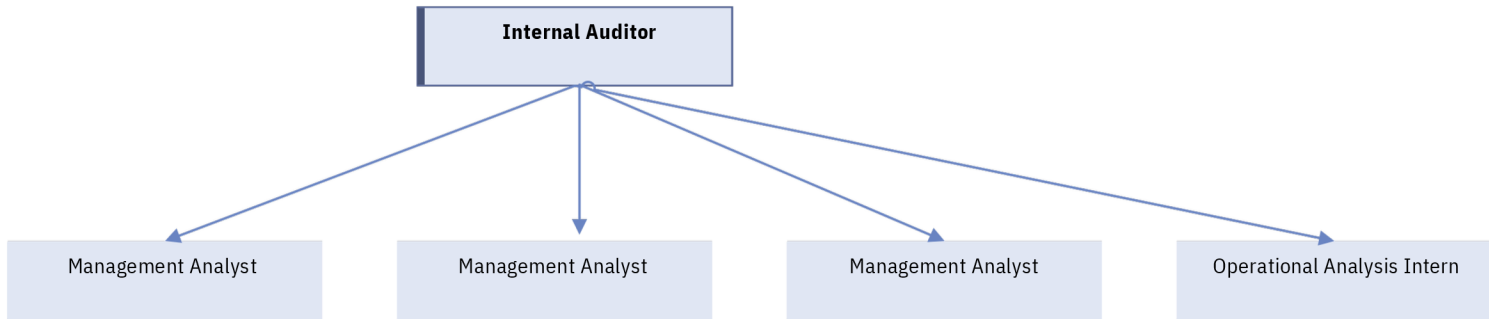 Internal Auditor
Management Analyst
Management Analyst
Management Analyst
Operational Analysis Intern